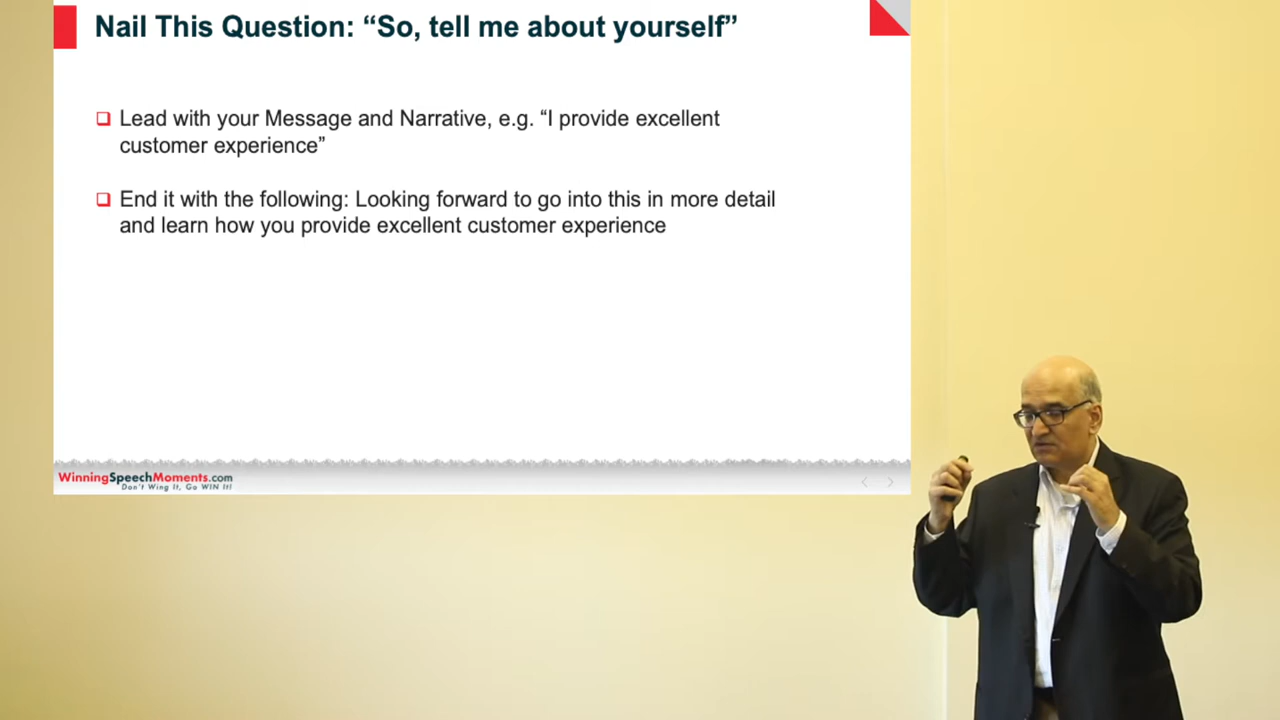 Nail This Question: “So, tell me about yourself”
Lead with your Message and Narrative, e.g. “I provide excellent
customer experience”
End it with the following: Looking forward to go into this in more detail
and learn how you provide excellent customer experience
WinningSpeechMoments.com
Don't Wing It, Go WIN It!